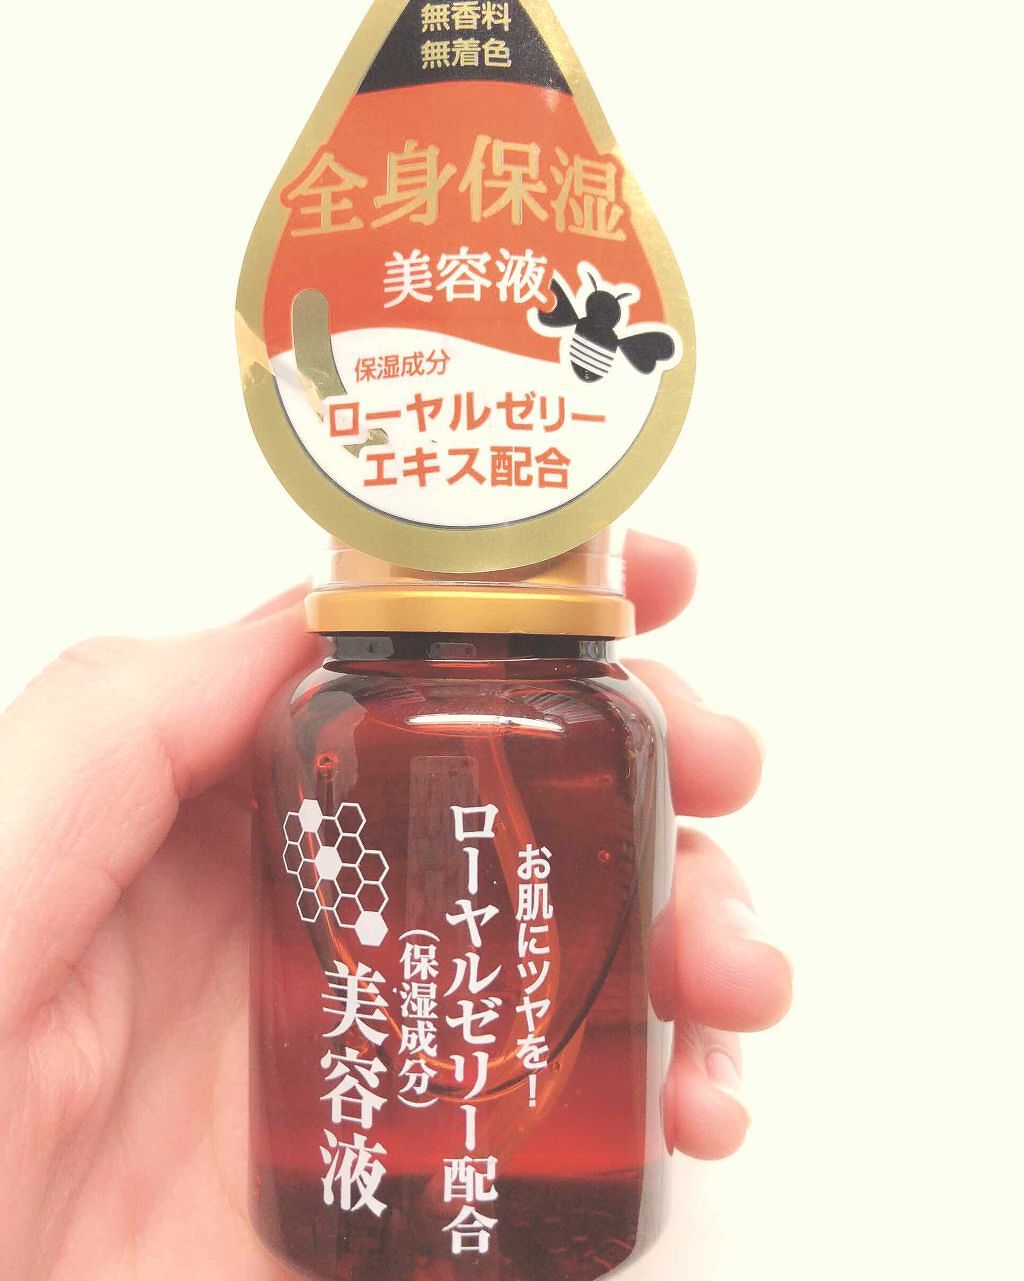 無香料
無着色
全身保湿
美容液
保湿成分
ローヤルゼリー
エキス配合
お肌にツヤを!
ローヤルゼリー配合
(保湿成分)
美容液